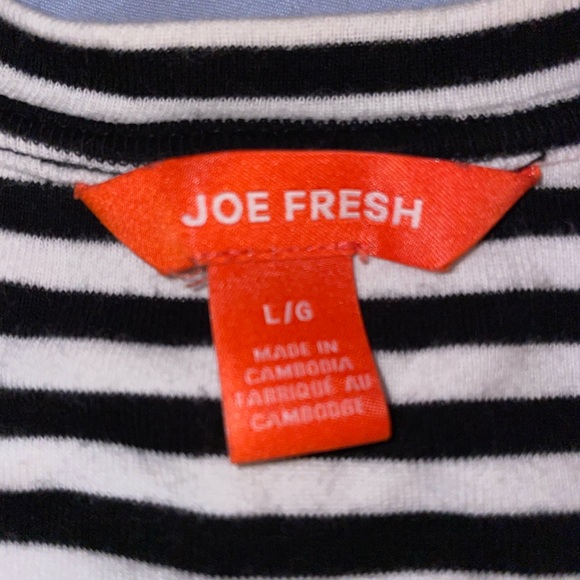 JOE FRESH
L/G
MADE IN
CAMBODIA
FABRIQUÉ AU
CAMBODGE